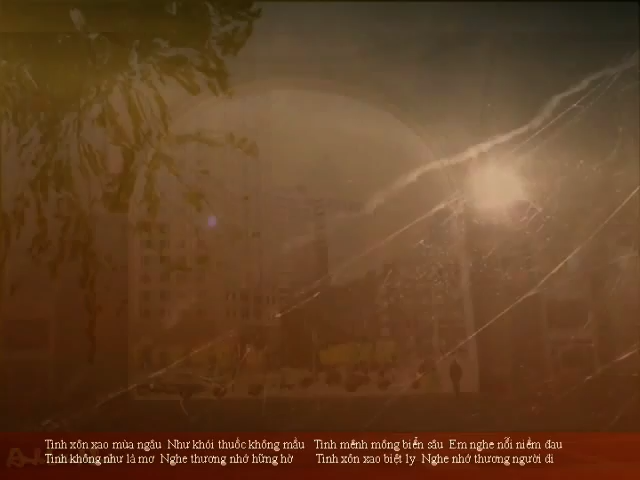 Tình xôn xao mùa ngâu Như khói thuốc không mầu Tình mênh mông biển sâu Em nghe nỗi niềm đau
Tình không như là mơ Nghe thương nhớ hững hờ Tình xôn xao biệt ly Nghe nhớ thương người đi